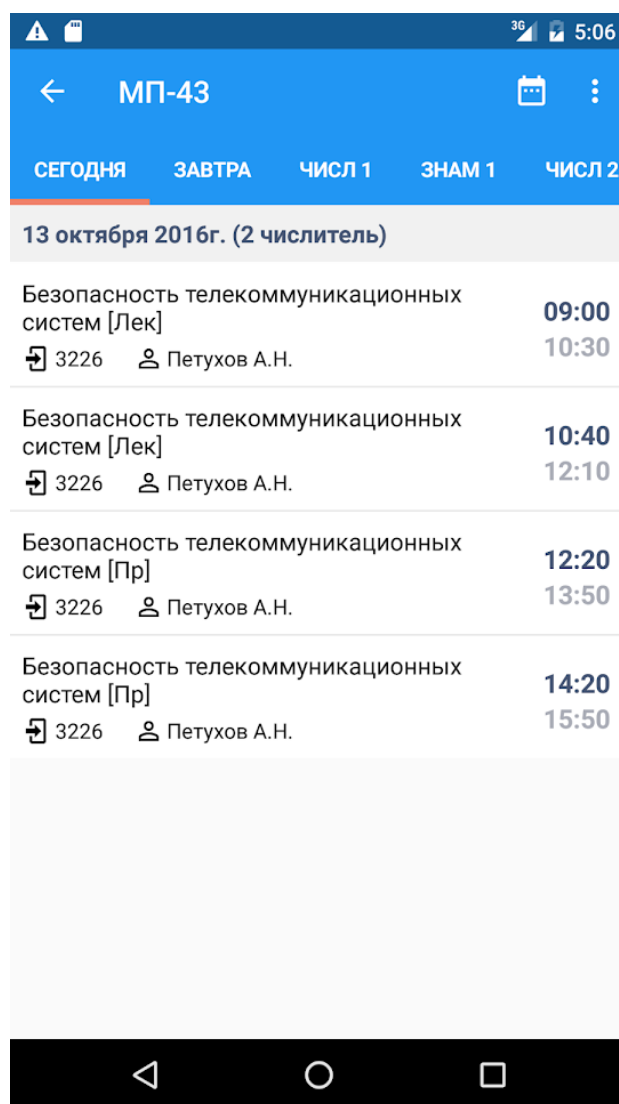 3G 5:06
МП-43
СЕГОДНЯ ЗАВТРА ЧИСЛ 1 ЗНАМ 1 ЧИСЛ 2
13 октября 2016г. (2 числитель)
Безопасность телекоммуникационных
систем [Лек]
09:00
10:30
3226 Петухов А.Н.
Безопасность телекоммуникационных
систем [Лек]
10:40
12:10
3226 Петухов А.Н.
Безопасность телекоммуникационных
систем [Пр]
12:20
13:50
3226 Петухов А.Н.
Безопасность телекоммуникационных
систем [Пр]
14:20
15:50
3226 Петухов А.Н.